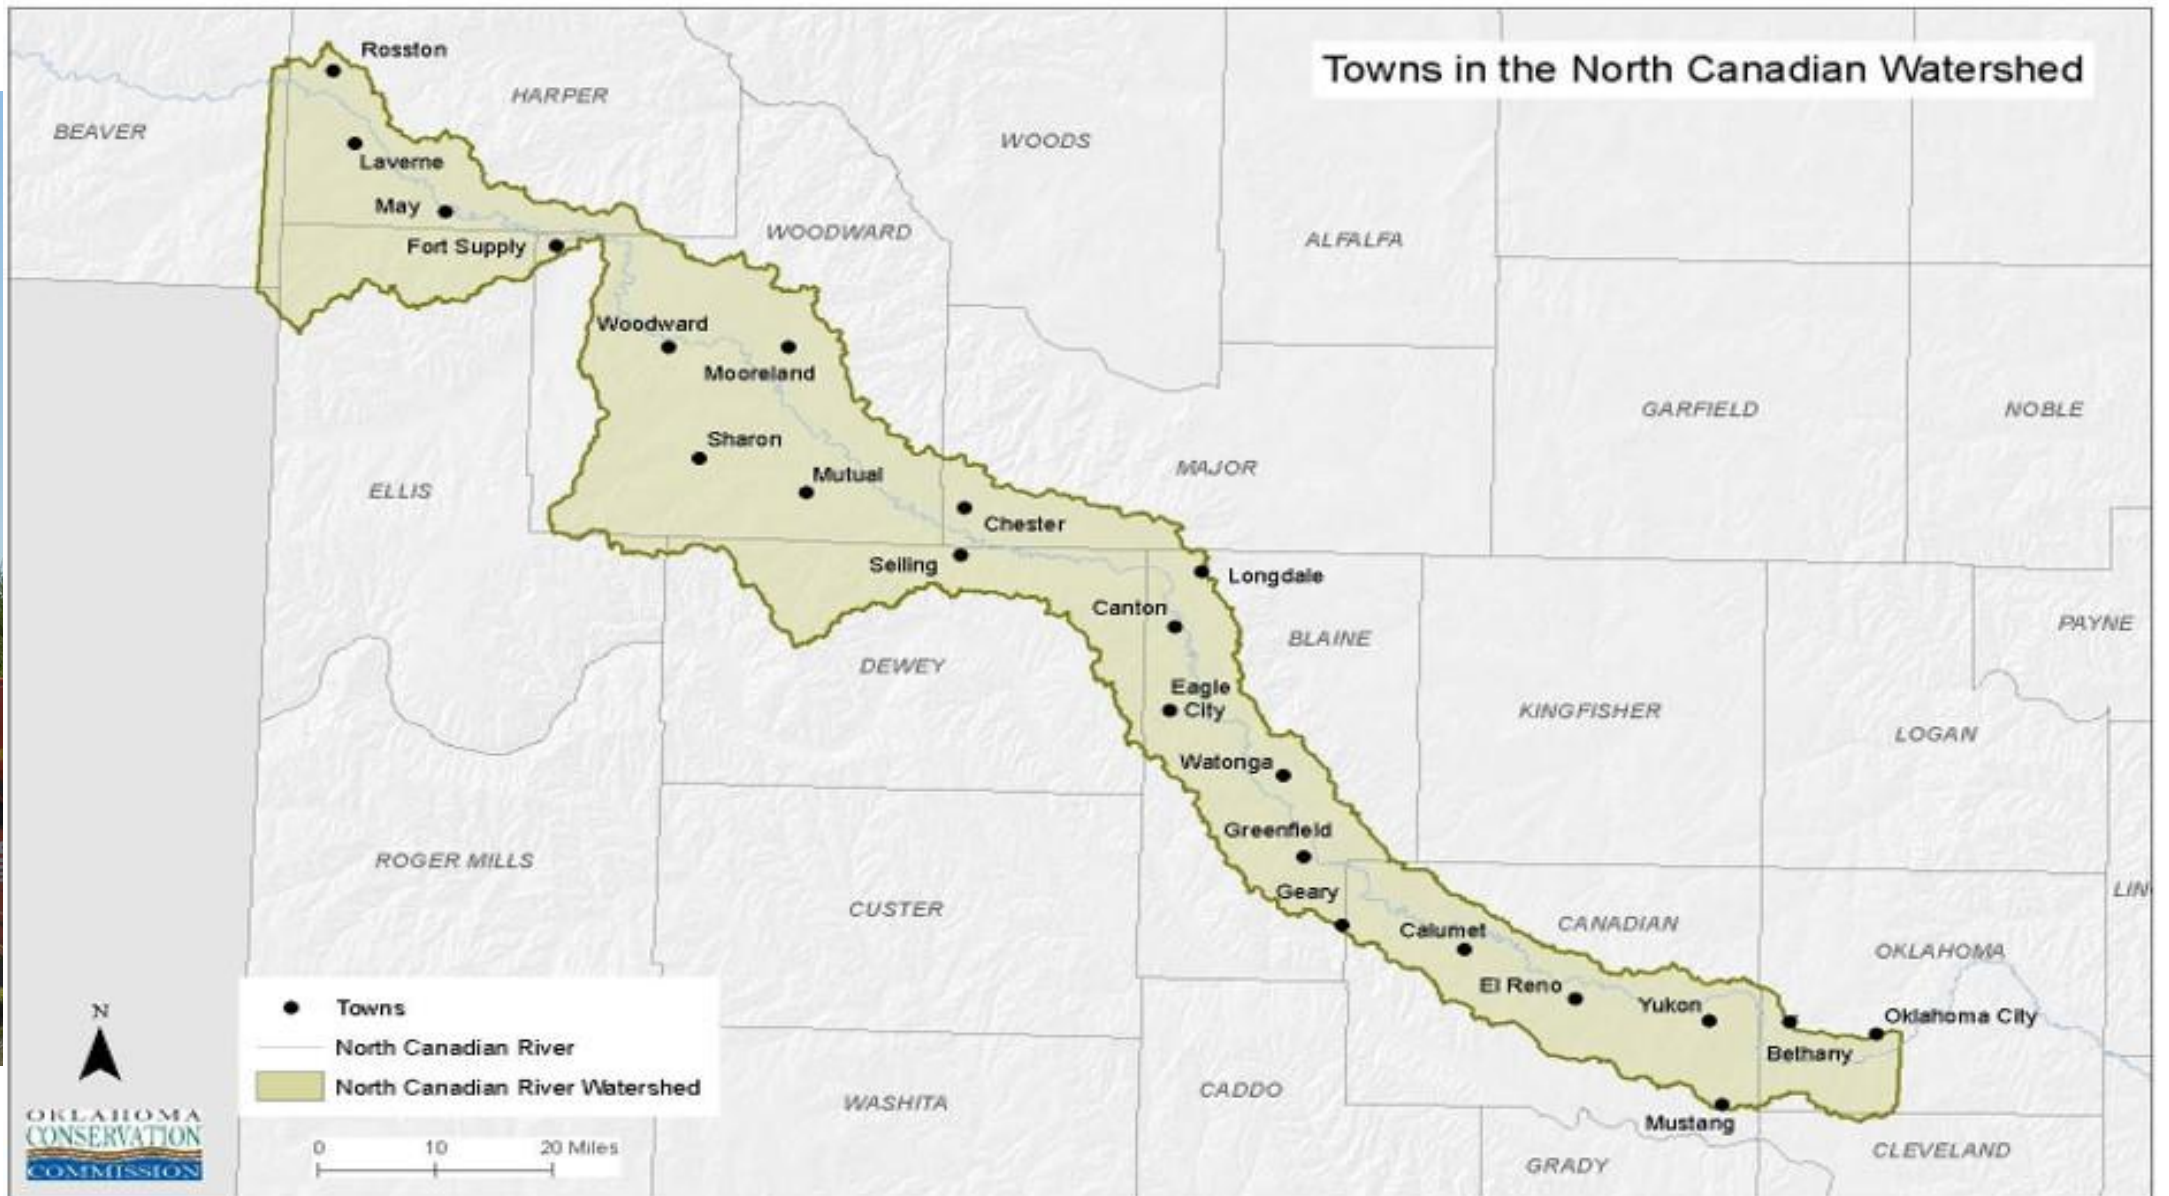 Towns in the North Canadian Watershed
Rosston
HARPER
BEAVER
WOODS
Laverne
May
WOODWARD
ALFALFA
Fort Supply
Woodward
Mooreland
GARFIELD
NOBLE
Sharon
MAJOR
Mutual
ELLIS
Chester
Seiling
Longdale
Canton
PAYNE
BLAINE
DEWEY
Eagle
City
KINGFISHER
LOGAN
Watonga
Greenfield
ROGER MILLS
Geary
LIN
CUSTER
CANADIAN
Calumet
OKLAHOMA
El Reno
Yukon
Oklahoma City
Bethany
CADDO
WASHITA
Mustang
CLEVELAND
GRADY
Towns
North Canadian River
North Canadian River Watershed
N
0 10 20 Miles
OKLAHOMA
CONSERVATION
COMMISSION